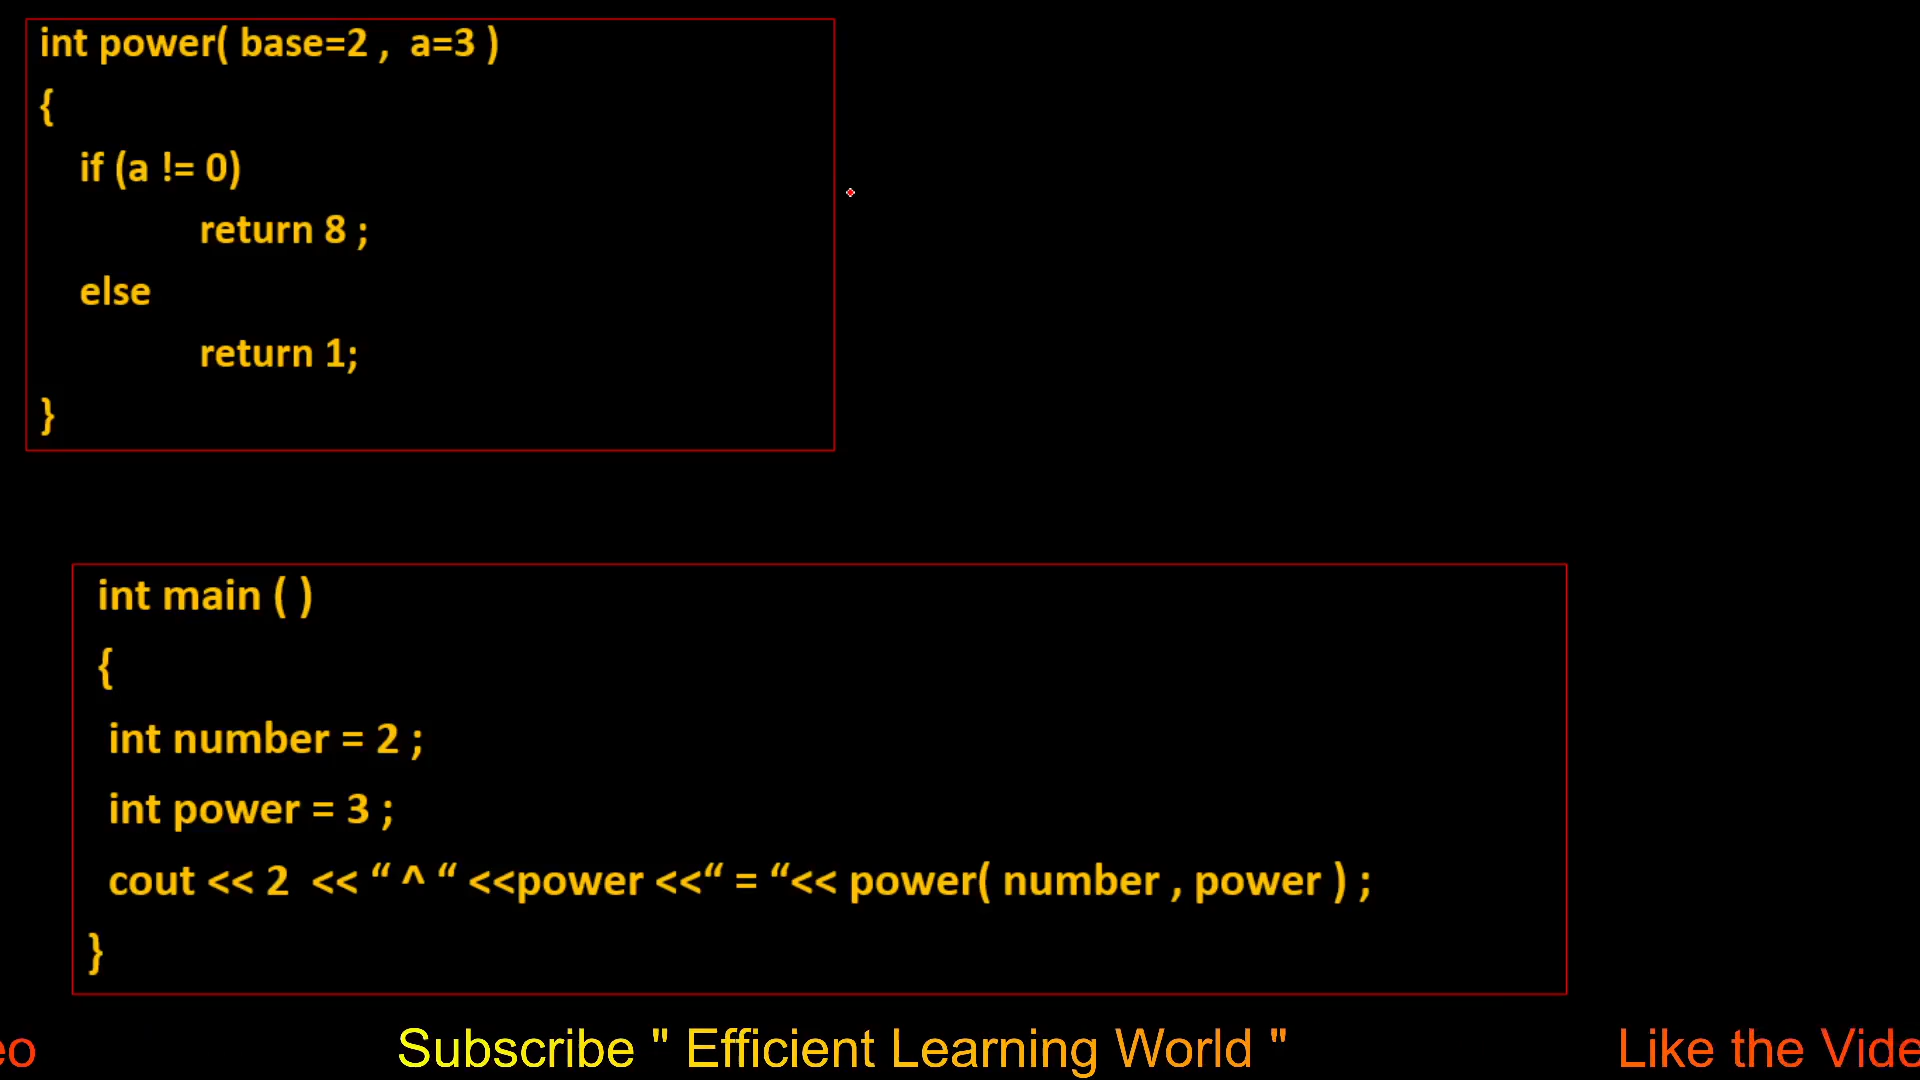 int power( base=2 , a=3 )
{
if (a != 0)
return 8 ;
else
return 1;
}
int main ( )
{
int number = 2 ;
int power = 3 ;
cout << 2 << “ ^ “ <<power <<“ = “<< power( number , power ) ;
}
eo Subscribe " Efficient Learning World " Like the Vide